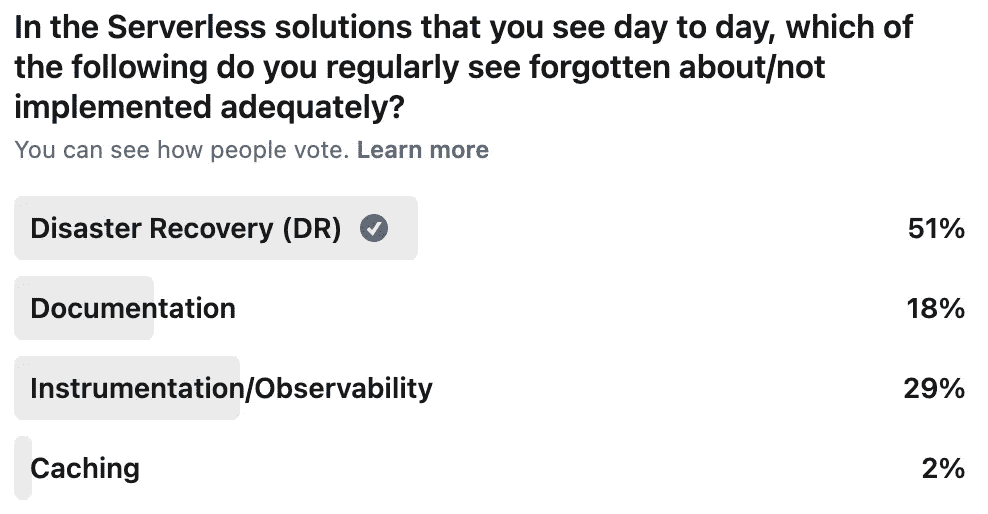 In the Serverless solutions that you see day to day, which of
the following do you regularly see forgotten about/not
implemented adequately?
You can see how people vote. Learn more
Disaster Recovery (DR) 51%
Documentation 18%
Instrumentation/Observability 29%
Caching 2%